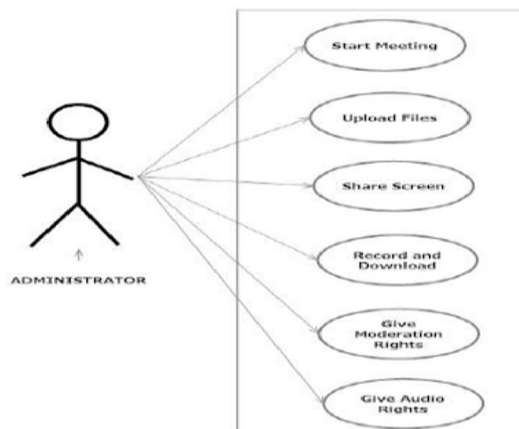 Start Meeting
Upload Files
Share Screen
Record and
Download
ADMINISTRATOR
Give
Moderation
Rights
Give Audio
Rights